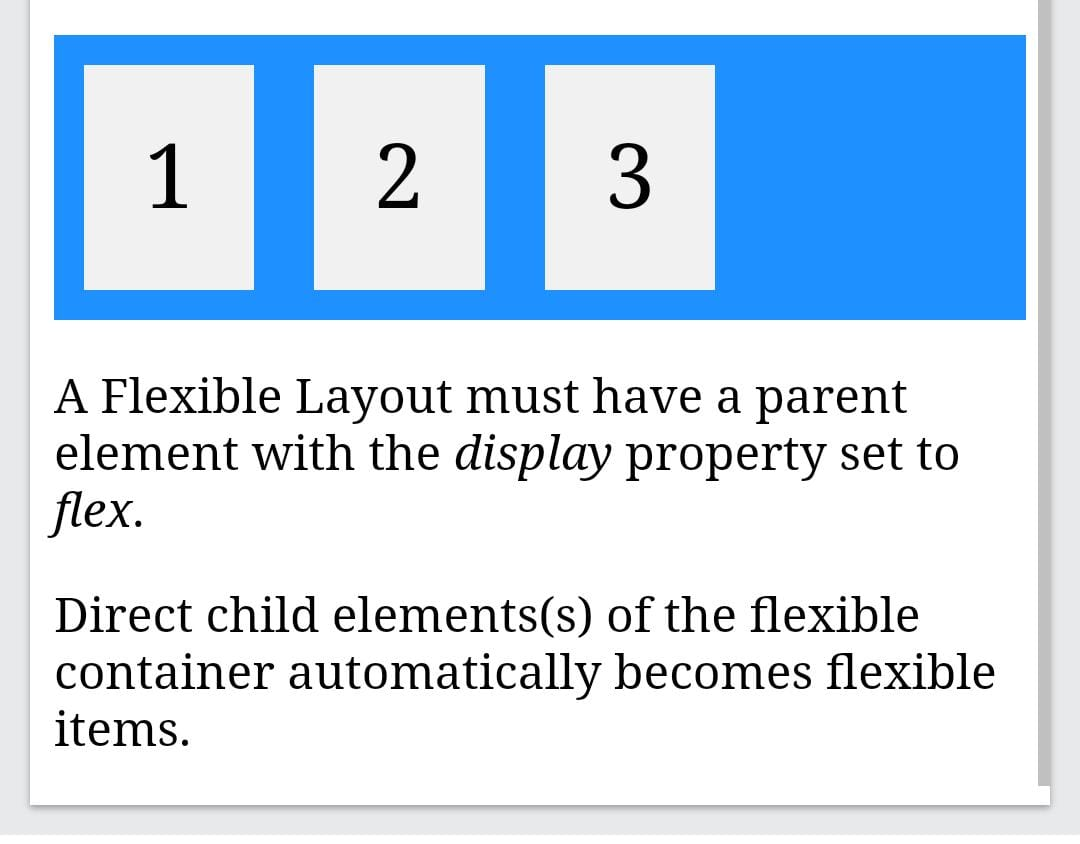 1 2 3
A Flexible Layout must have a parent
element with the display property set to
flex.
Direct child elements(s) of the flexible
container automatically becomes flexible
items.